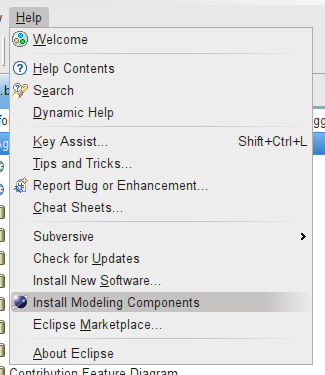 Help
Welcome
Help Contents
Search
Dynamic Help
Key Assist... Shift+Ctrl+L
Tips and Tricks...
Report Bug or Enhancement...
Cheat Sheets...
Subversive
Check for Updates
Install New Software...
Install Modeling Components
Eclipse Marketplace...
About Eclipse
Contribution Feature Diagram